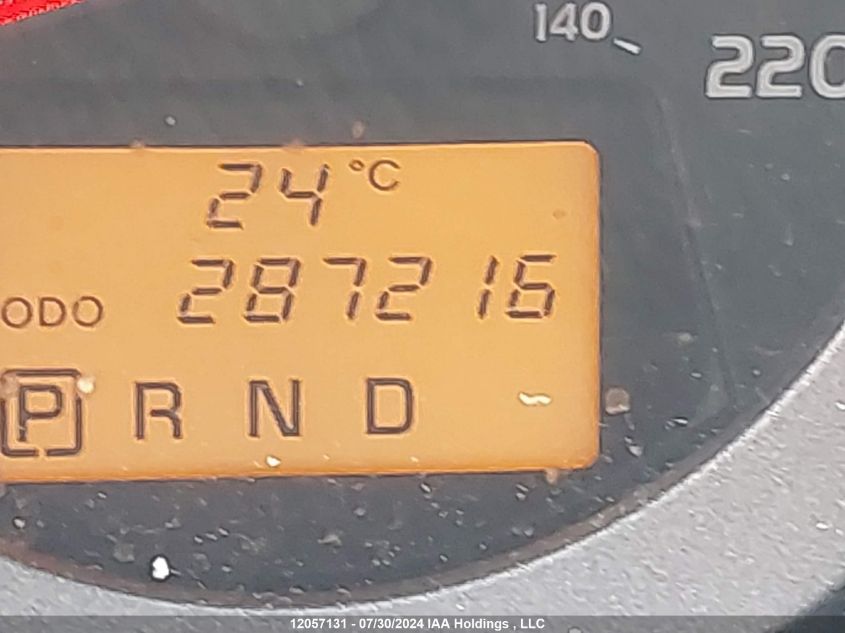 140
220
24°C
ODO 287216
P R N D
12057131 - 07/30/2024 IAA Holdings , LLC